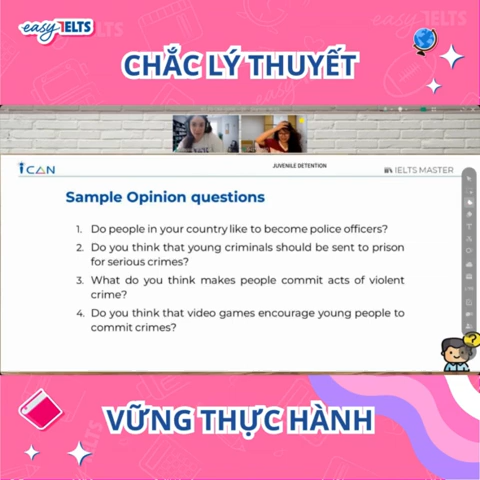 easy IELTS
IELTS
CHẮC LÝ THUYẾT
iCAN
JUVENILE DETENTION
IELTS MASTER
Sample Opinion questions
1. Do people in your country like to become police officers?
2. Do you think that young criminals should be sent to prison
for serious crimes?
3. What do you think makes people commit acts of violent
crime?
4. Do you think that video games encourage young people to
commit crimes?
?
VỮNG THỰC HÀNH